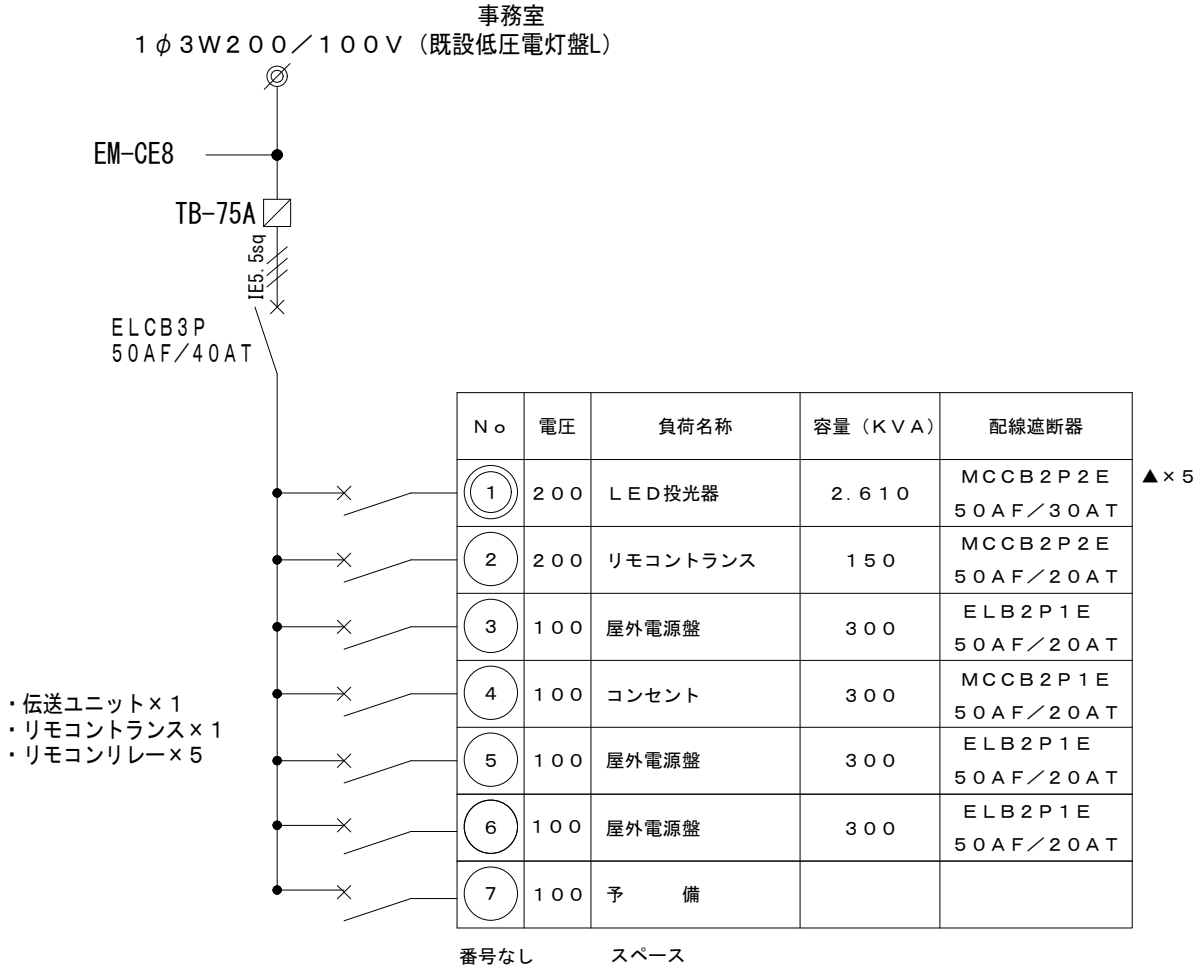 事務室
1φ3W200/100V(既設低圧電灯盤L)
EM-CE8
TB-75A
IE5.5sq
ELCB3P
50AF/40AT
No 電圧 負荷名称 容量(KVA) 配線遮断器
1 200 LED投光器 2.610 MCCB2P2E 50AF/30AT ▲×5
2 200 リモコントランス 150 MCCB2P2E 50AF/20AT
3 100 屋外電源盤 300 ELB2P1E 50AF/20AT
4 100 コンセント 300 MCCB2P1E 50AF/20AT
5 100 屋外電源盤 300 ELB2P1E 50AF/20AT
6 100 屋外電源盤 300 ELB2P1E 50AF/20AT
7 100 予 備
・伝送ユニット×1
・リモコントランス×1
・リモコンリレー×5
番号なし スペース